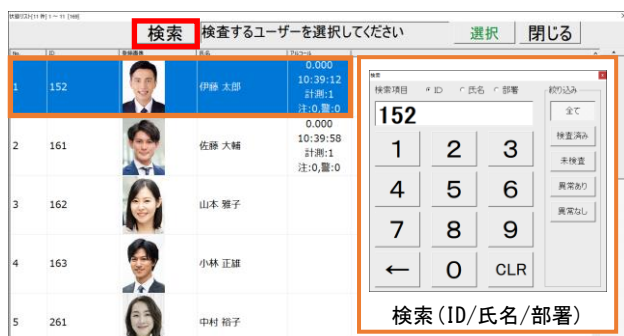 検索 検査するユーザーを選択してください 選択 閉じる
No. ID 登録画像 氏名 アルコール
1 152 伊藤 太郎 0.000
10:39:12
計測:1
注:0,警:0
2 161 佐藤 大輔 0.000
10:39:58
計測:1
注:0,警:0
3 162 山本 雅子
4 163 小林 正雄
5 261 中村 裕子
検索
検索項目 ID 氏名 部署 絞り込み
152
全て
検査済み
未検査
異常あり
異常なし
1 2 3
4 5 6
7 8 9
← 0 CLR
検索(ID/氏名/部署)